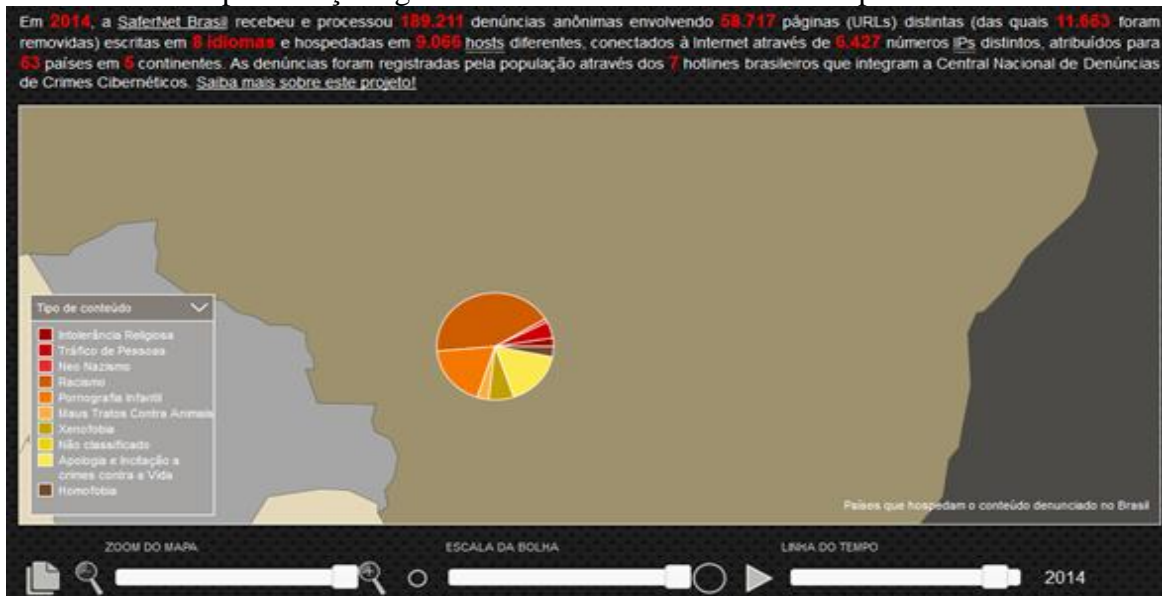 Em 2014, a SaferNet Brasil recebeu e processou 189.211 denúncias anônimas envolvendo 58.717 páginas (URLs) distintas (das quais 11.663 foram
removidas) escritas em 8 idiomas e hospedadas em 9.066 hosts diferentes, conectados à Internet através de 6.427 números IPs distintos, atribuídos para
63 países em 5 continentes. As denúncias foram registradas pela população através dos 7 hotlines brasileiros que integram a Central Nacional de Denúncias
de Crimes Cibernéticos. Saiba mais sobre este projeto!
Tipo de conteúdo
Intolerância Religiosa
Tráfico de Pessoas
Neo Nazismo
Racismo
Pornografia Infantil
Maus Tratos Contra Animais
Xenofobia
Não classificado
Apologia e Incitação a
crimes contra a Vida
Homofobia
Países que hospedam o conteúdo denunciado no Brasil
ZOOM DO MAPA
ESCALA DA BOLHA
LINHA DO TEMPO
2014